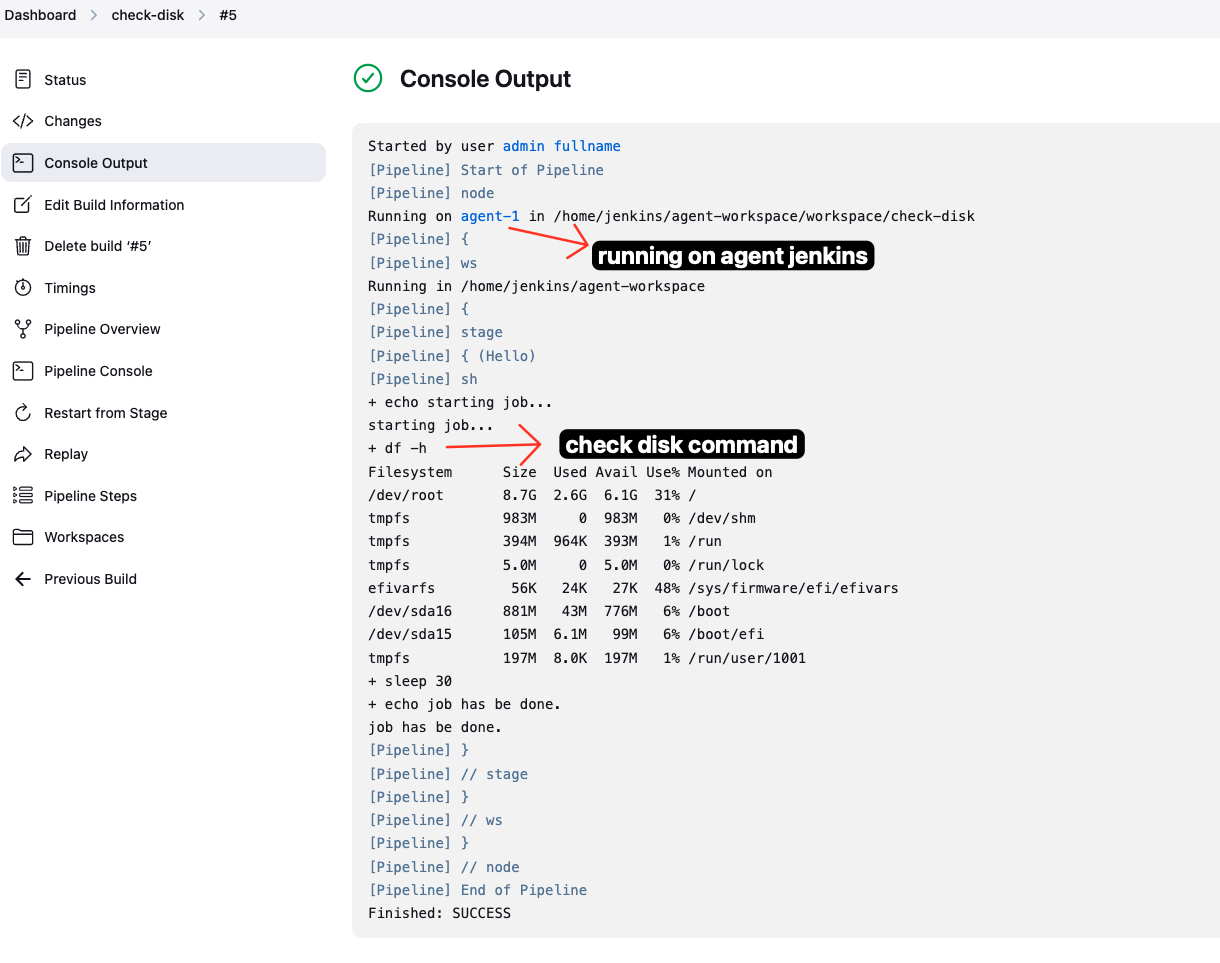 Dashboard > check-disk > #5
Status
Changes
Console Output
Edit Build Information
Delete build ‘#5’
Timings
Pipeline Overview
Pipeline Console
Restart from Stage
Replay
Pipeline Steps
Workspaces
Previous Build
Console Output
Started by user admin fullname
[Pipeline] Start of Pipeline
[Pipeline] node
Running on agent-1 in /home/jenkins/agent-workspace/workspace/check-disk
[Pipeline] {
running on agent jenkins
[Pipeline] ws
Running in /home/jenkins/agent-workspace
[Pipeline] {
[Pipeline] stage
[Pipeline] { (Hello)
[Pipeline] sh
+ echo starting job...
starting job...
+ df -h
check disk command
Filesystem      Size  Used Avail Use% Mounted on
/dev/root       8.7G  2.6G  6.1G  31% /
tmpfs           983M     0  983M   0% /dev/shm
tmpfs           394M  964K  393M   1% /run
tmpfs           5.0M     0  5.0M   0% /run/lock
efivarfs         56K   24K   27K  48% /sys/firmware/efi/efivars
/dev/sda16      881M   43M  776M   6% /boot
/dev/sda15      105M  6.1M   99M   6% /boot/efi
tmpfs           197M  8.0K  197M   1% /run/user/1001
+ sleep 30
+ echo job has be done.
job has be done.
[Pipeline] }
[Pipeline] // stage
[Pipeline] }
[Pipeline] // ws
[Pipeline] }
[Pipeline] // node
[Pipeline] End of Pipeline
Finished: SUCCESS